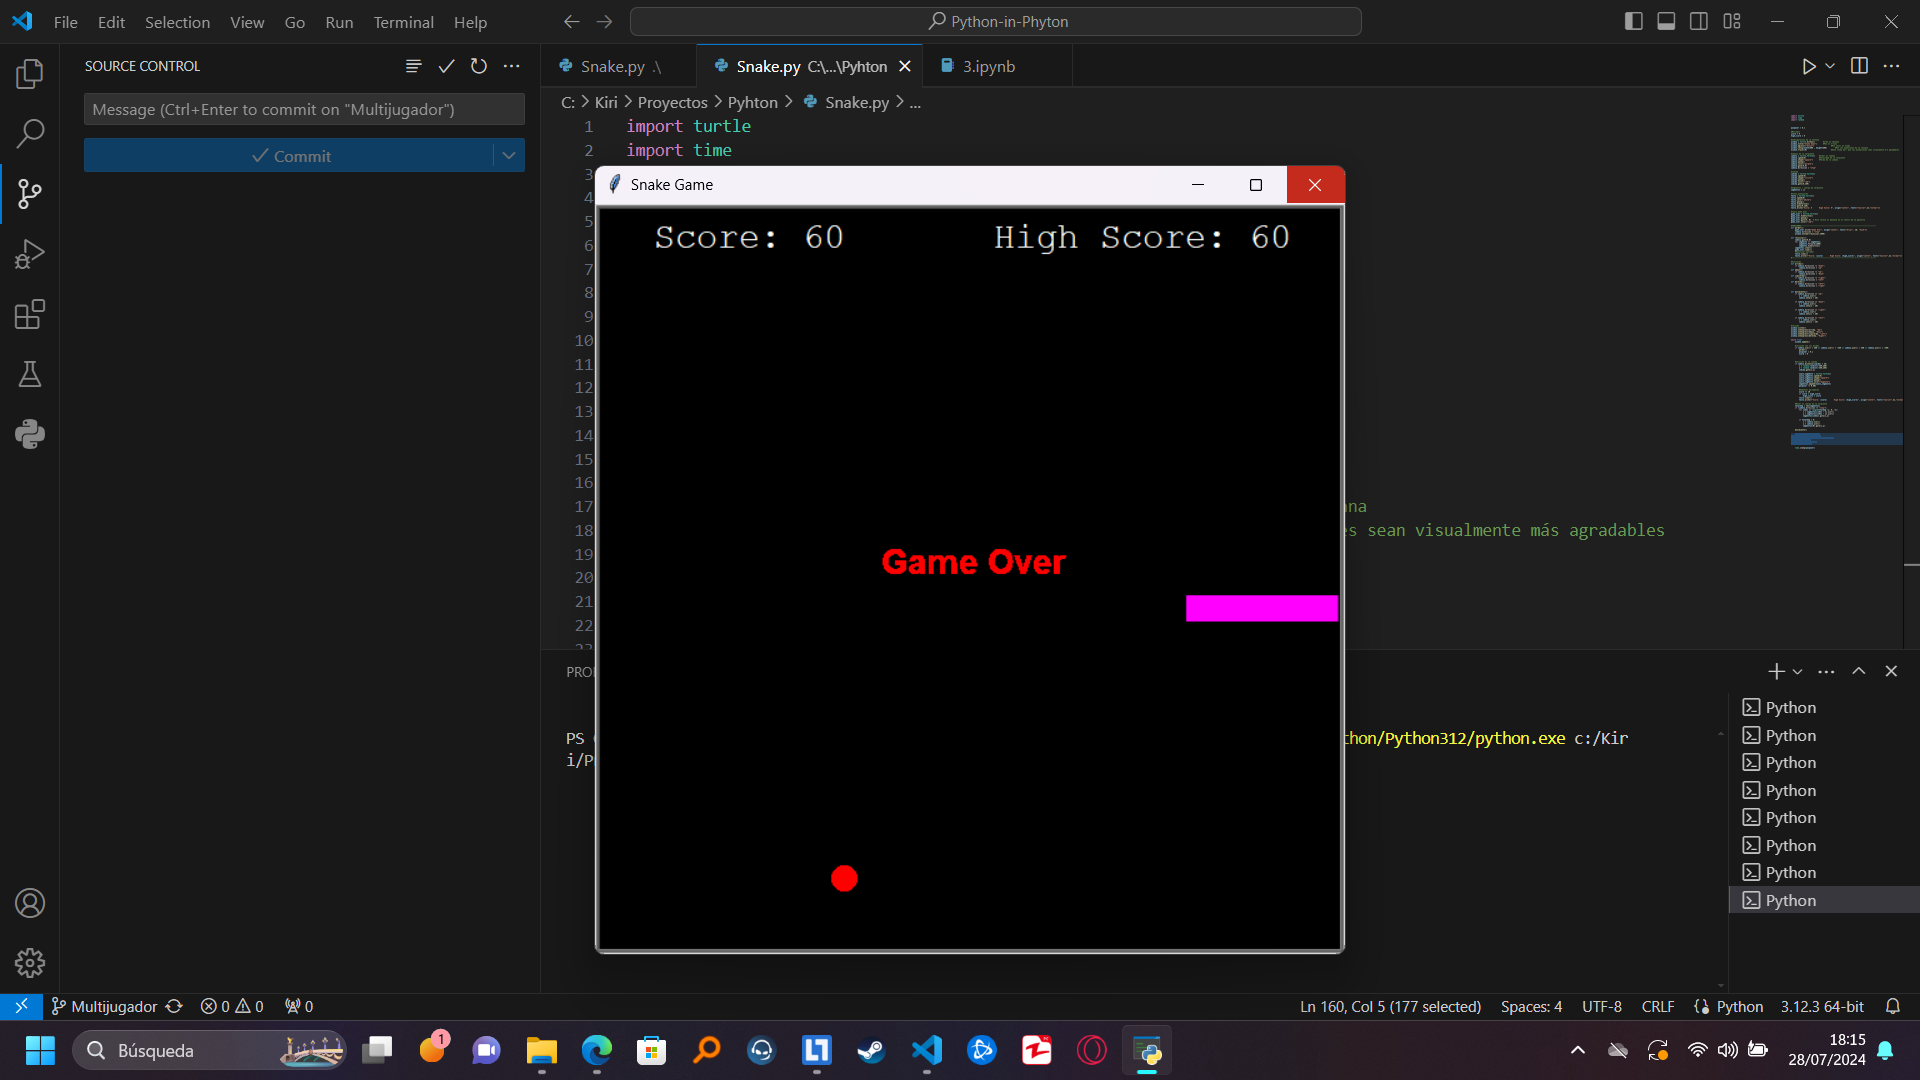 File Edit Selection View Go Run Terminal Help
Python-in-Phyton
SOURCE CONTROL
Message (Ctrl+Enter to commit on "Multijugador")
Commit
Snake.py .\
Snake.py C:\...\Pyhton
3.ipynb
C: > Kiri > Proyectos > Pyhton > Snake.py > ...
1 import turtle
2 import time
3
4
5
6
7
8
9
10
11
12
13
14
15
16
17
18
19
20
21
22
es sean visualmente más agradables
Snake Game
Score: 60 High Score: 60
Game Over
PS
thon/Python312/python.exe c:/Kir
i/P
Python
Python
Python
Python
Python
Python
Python
Python
Multijugador
0 0 0
Ln 160, Col 5 (177 selected) Spaces: 4 UTF-8 CRLF Python 3.12.3 64-bit
Búsqueda
1
18:15
28/07/2024